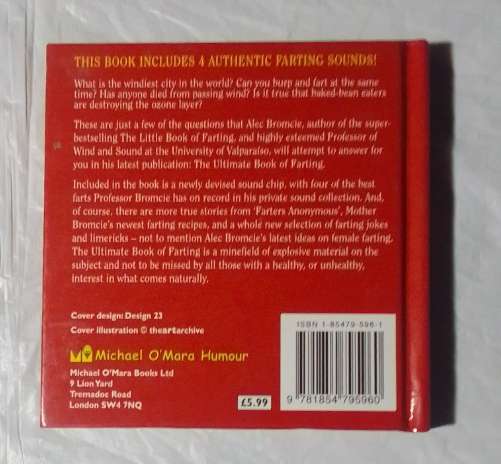 THIS BOOK INCLUDES 4 AUTHENTIC FARTING SOUNDS!
What is the windiest city in the world? Can you burp and fart at the same
time? Has anyone died from passing wind? Is it true that baked-bean eaters
are destroying the ozone layer?
These are just a few of the questions that Alec Bromcie, author of the super-
bestselling The Little Book of Farting, and highly esteemed Professor of
Wind and Sound at the University of Valparaíso, will attempt to answer for
you in his latest publication: The Ultimate Book of Farting.
Included in the book is a newly devised sound chip, with four of the best
farts Professor Bromcie has on record in his private sound collection. And,
of course, there are more true stories from 'Farters Anonymous', Mother
Bromcie's newest farting recipes, and a whole new selection of farting jokes
and limericks – not to mention Alec Bromcie's latest ideas on female farting.
The Ultimate Book of Farting is a minefield of explosive material on the
subject and not to be missed by all those with a healthy, or unhealthy,
interest in what comes naturally.
Cover design: Design 23
Cover illustration © theartarchive
Michael O'Mara Humour
Michael O'Mara Books Ltd
9 Lion Yard
Tremadoc Road
London SW4 7NQ
£5.99
ISBN 1-85479-596-1
9 781854 795960